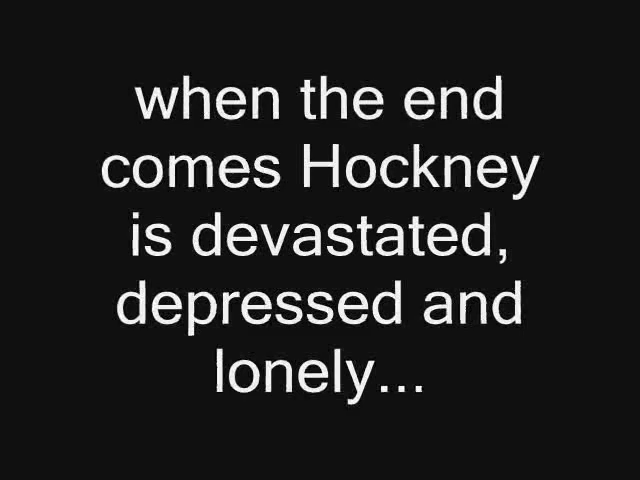 when the end
comes Hockney
is devastated,
depressed and
lonely...